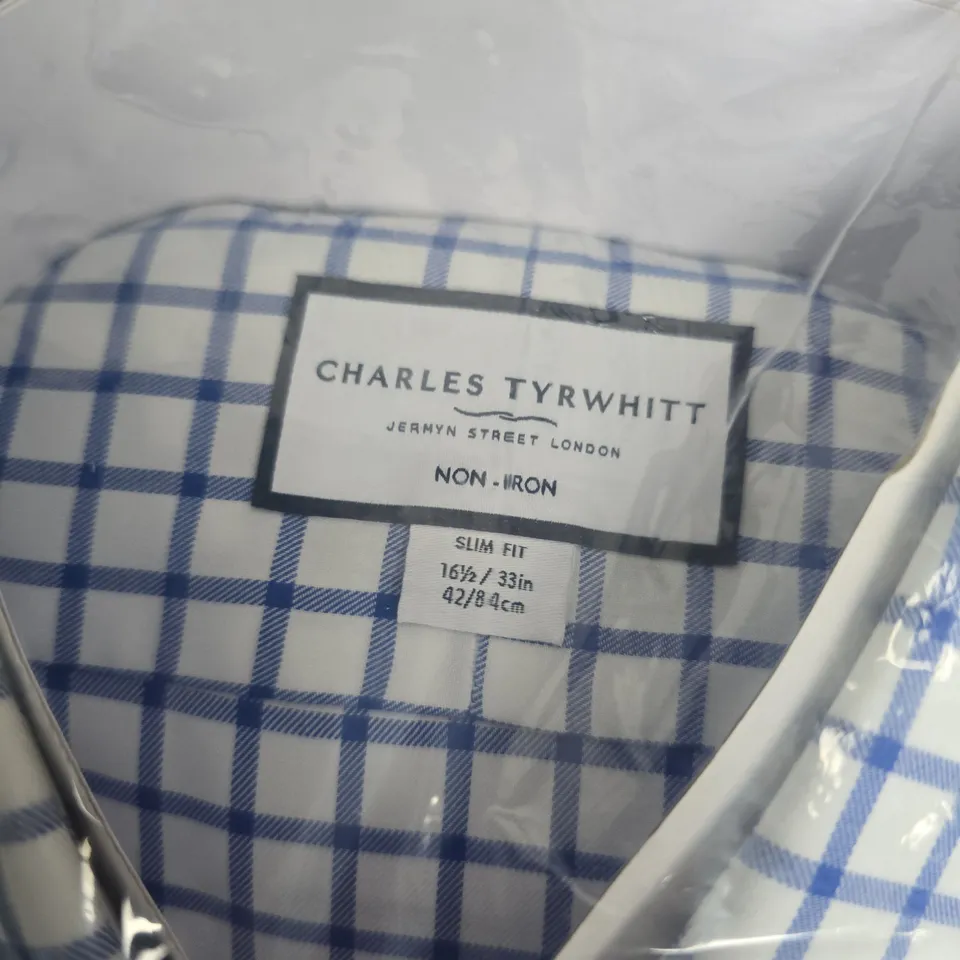 CHARLES TYRWHITT
JERMYN STREET LONDON
NON-IRON
SLIM FIT
16½ / 33in
42/84cm